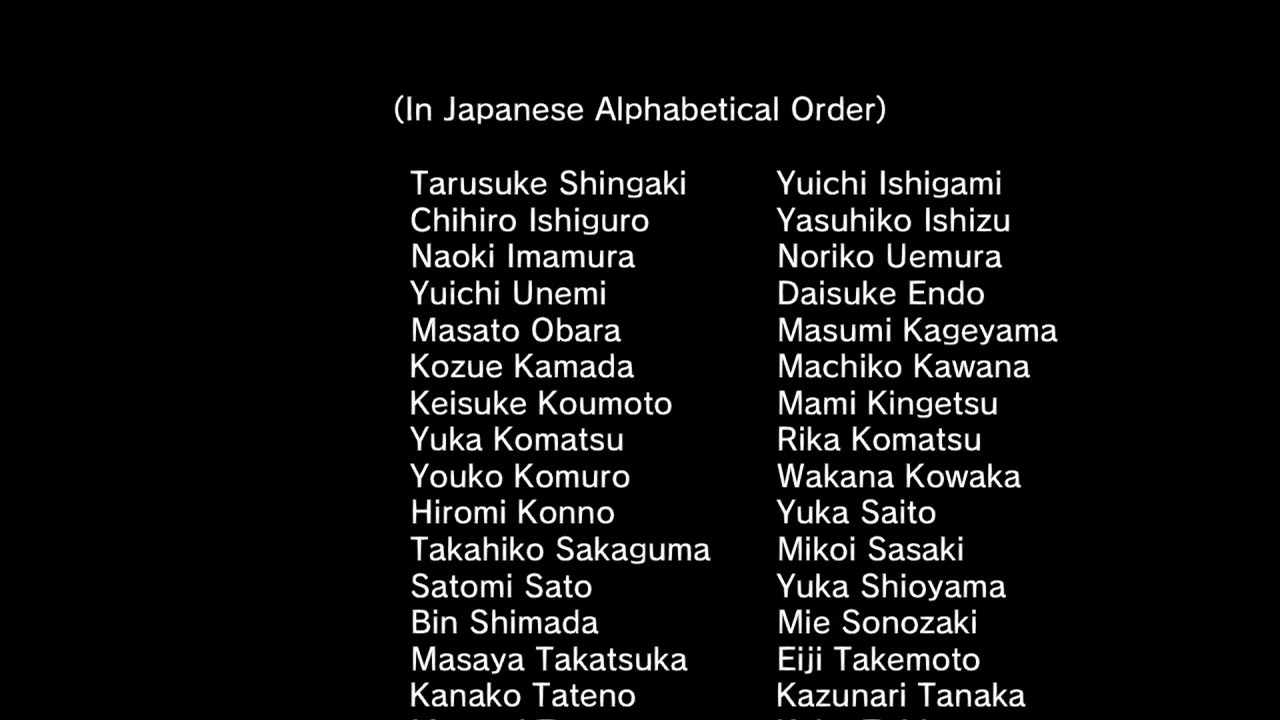 (In Japanese Alphabetical Order)
Tarusuke Shingaki Yuichi Ishigami
Chihiro Ishiguro Yasuhiko Ishizu
Naoki Imamura Noriko Uemura
Yuichi Unemi Daisuke Endo
Masato Obara Masumi Kageyama
Kozue Kamada Machiko Kawana
Keisuke Koumoto Mami Kingetsu
Yuka Komatsu Rika Komatsu
Youko Komuro Wakana Kowaka
Hiromi Konno Yuka Saito
Takahiko Sakaguma Mikoi Sasaki
Satomi Sato Yuka Shioyama
Bin Shimada Mie Sonozaki
Masaya Takatsuka Eiji Takemoto
Kanako Tateno Kazunari Tanaka